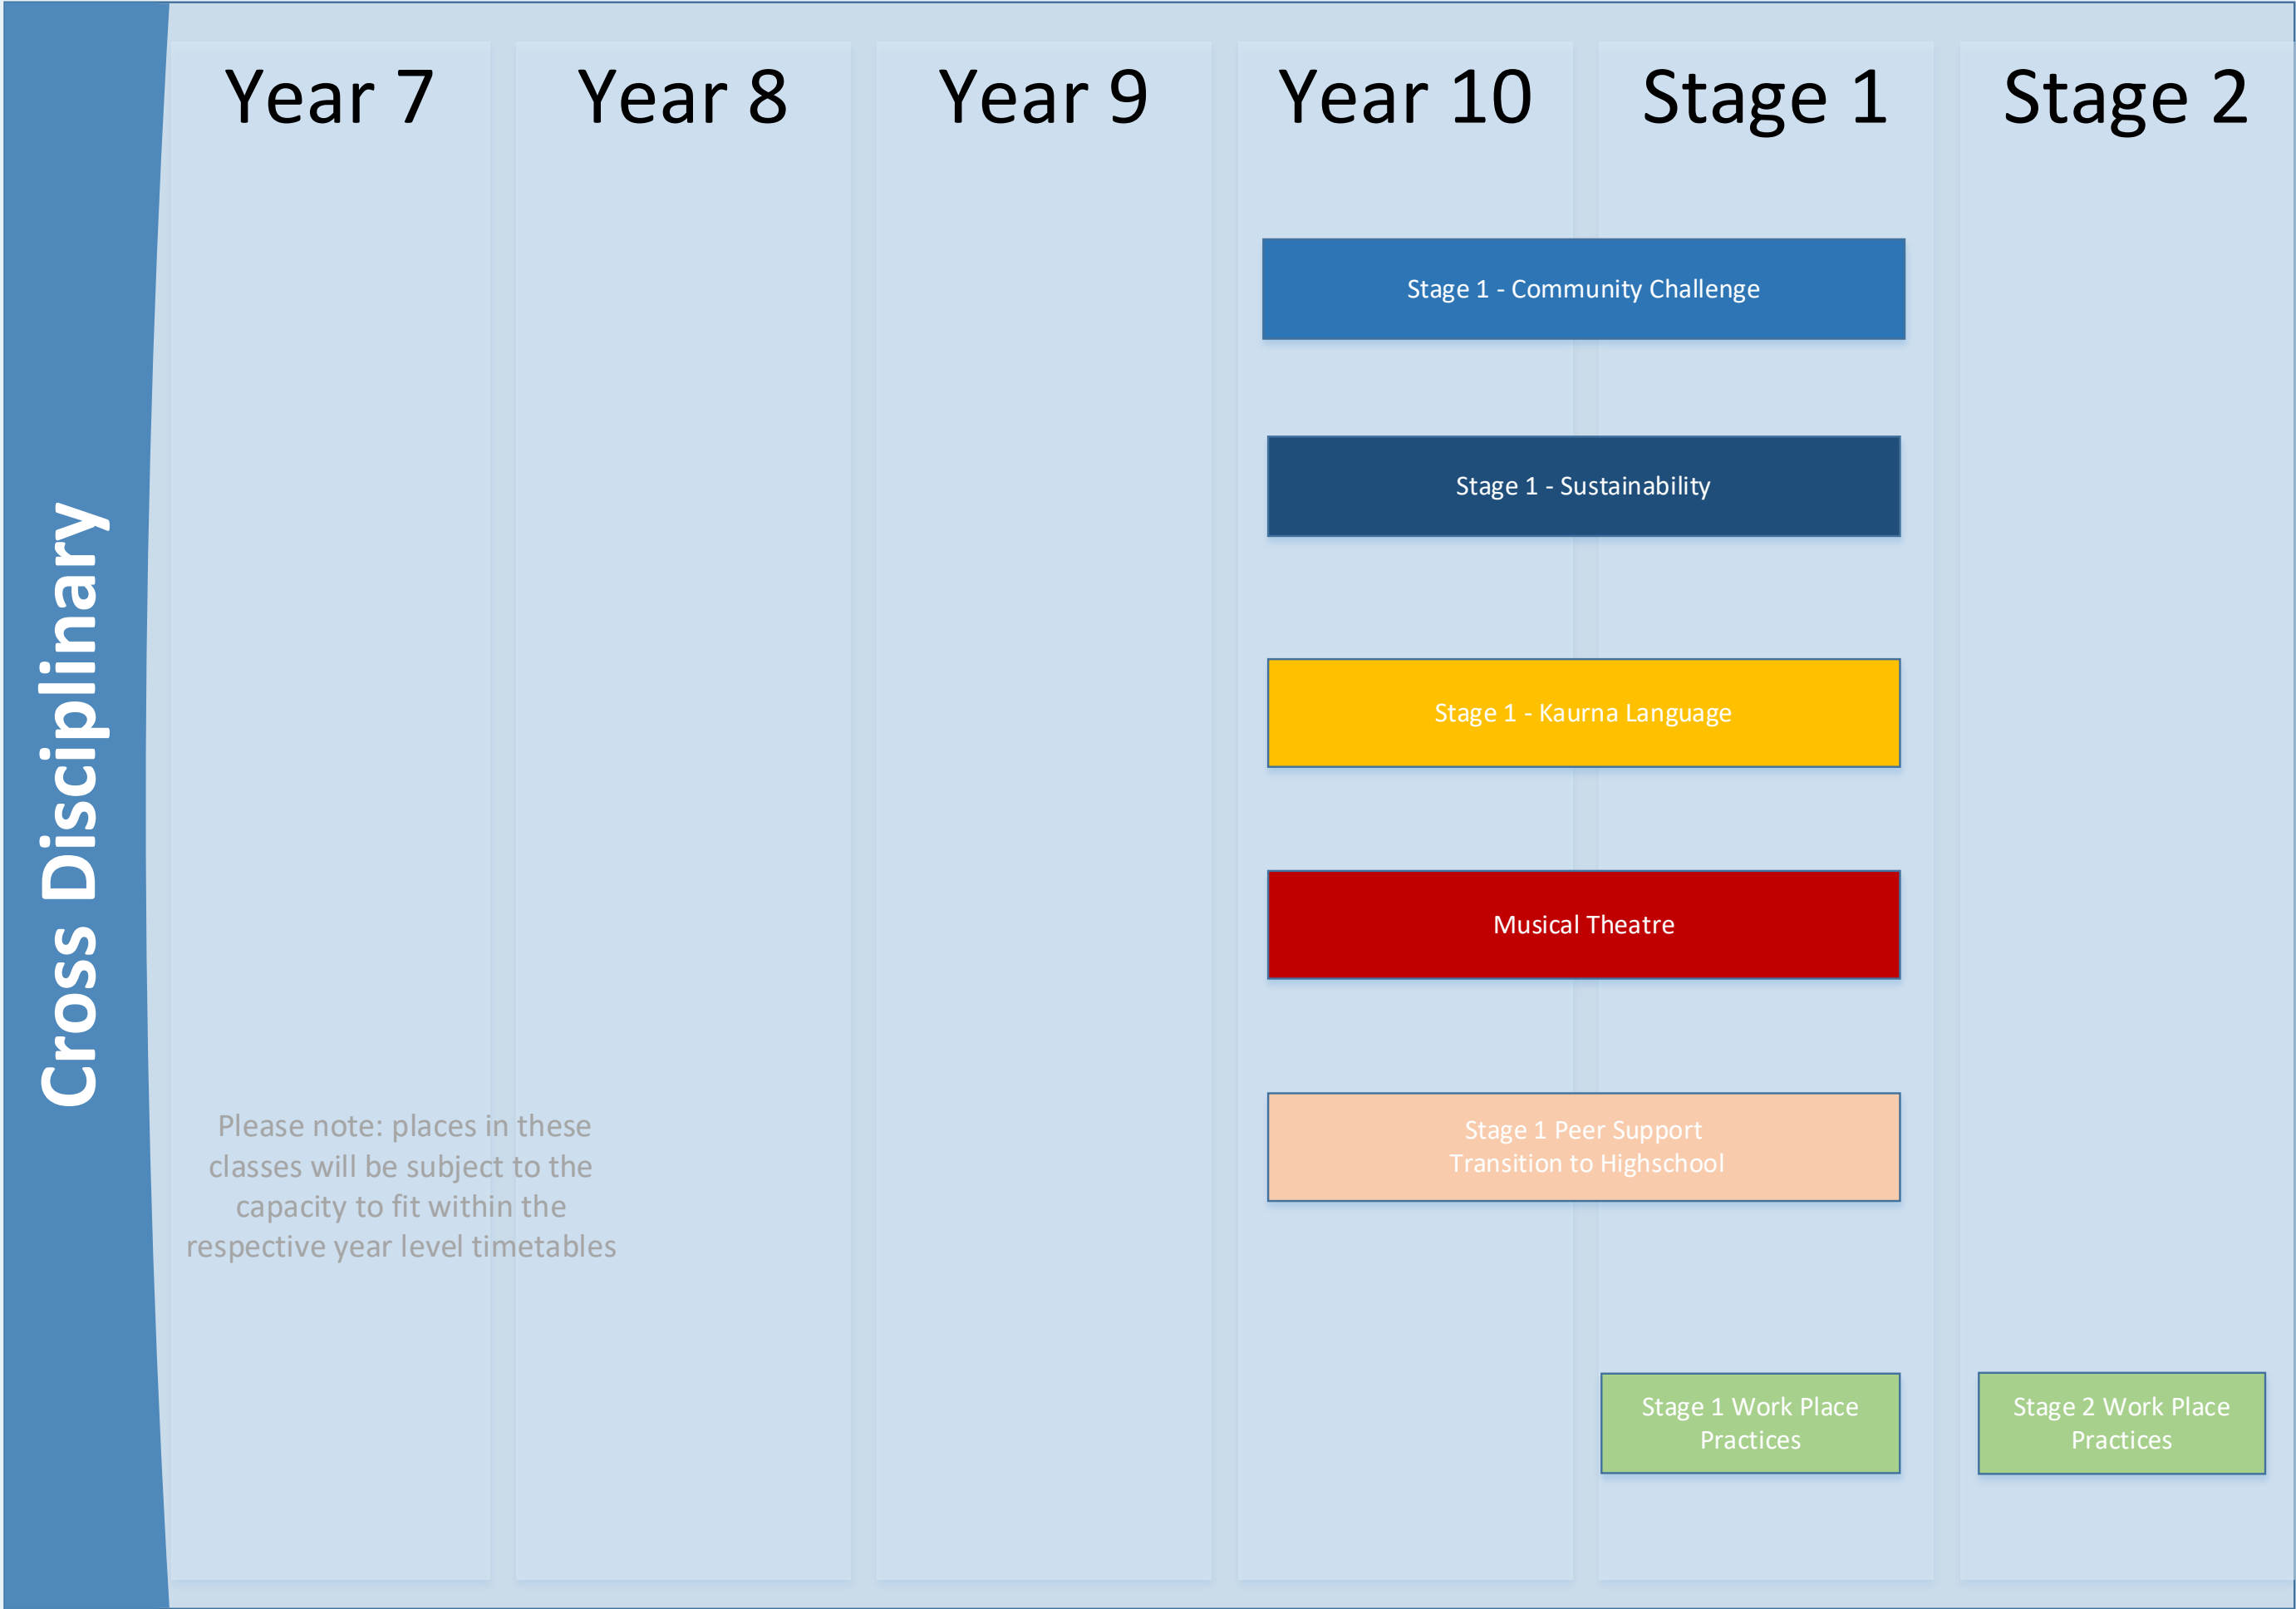 Cross Disciplinary
Year 7
Year 8
Year 9
Year 10
Stage 1
Stage 2
Stage 1 - Community Challenge
Stage 1 - Sustainability
Stage 1 - Kaurna Language
Musical Theatre
Stage 1 Peer Support
Transition to Highschool
Please note: places in these
classes will be subject to the
capacity to fit within the
respective year level timetables
Stage 1 Work Place
Practices
Stage 2 Work Place
Practices